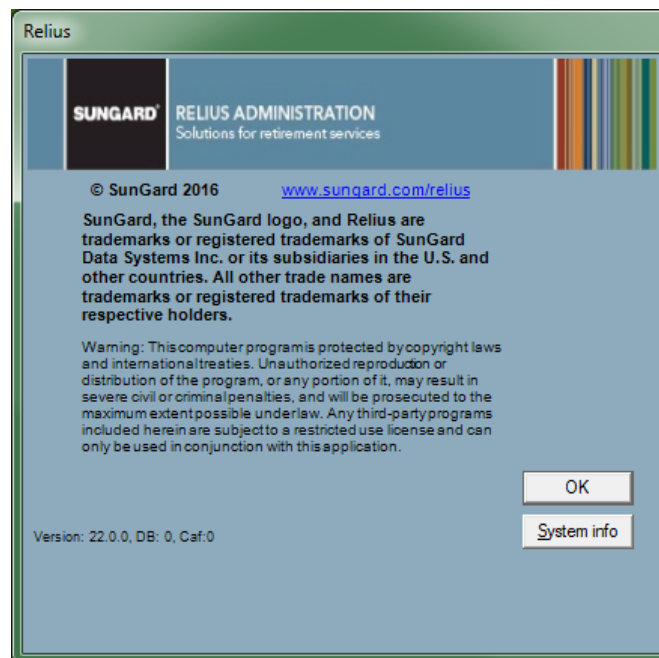 Relius
SUNGARD®
RELIUS ADMINISTRATION
Solutions for retirement services
© SunGard 2016 www.sungard.com/relius
SunGard, the SunGard logo, and Relius are
trademarks or registered trademarks of SunGard
Data Systems Inc. or its subsidiaries in the U.S. and
other countries. All other trade names are
trademarks or registered trademarks of their
respective holders.
Warning: This computer program is protected by copyright laws
and international treaties. Unauthorized reproduction or
distribution of the program, or any portion of it, may result in
severe civil or criminal penalties, and will be prosecuted to the
maximum extent possible under law. Any third-party programs
included herein are subject to a restricted use license and can
only be used in conjunction with this application.
OK
Version: 22.0.0, DB: 0, Caf:0
System info